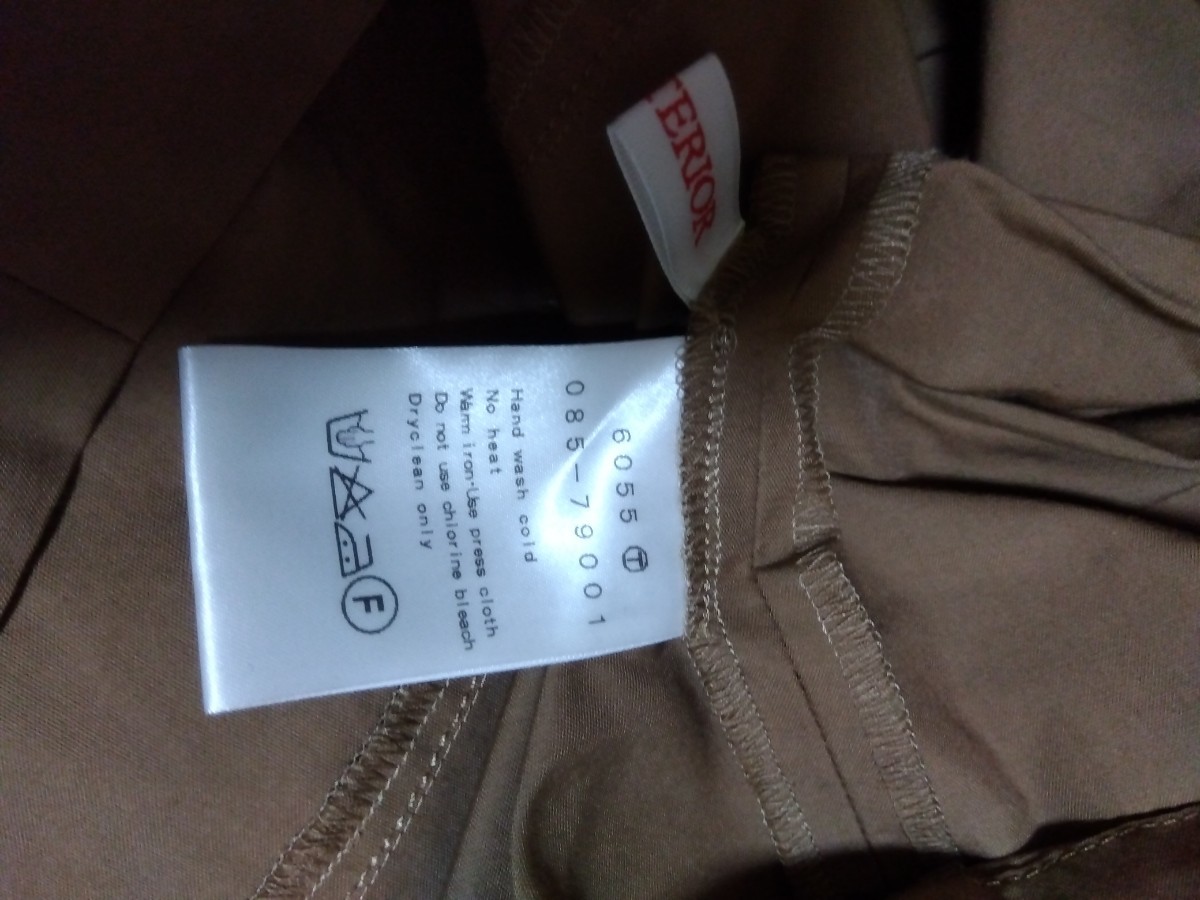 TERIOR
6055 Ⓣ
085-79001
Hand wash cold
No heat
Warm iron·Use press cloth
Do not use chlorine bleach
Dryclean only
F